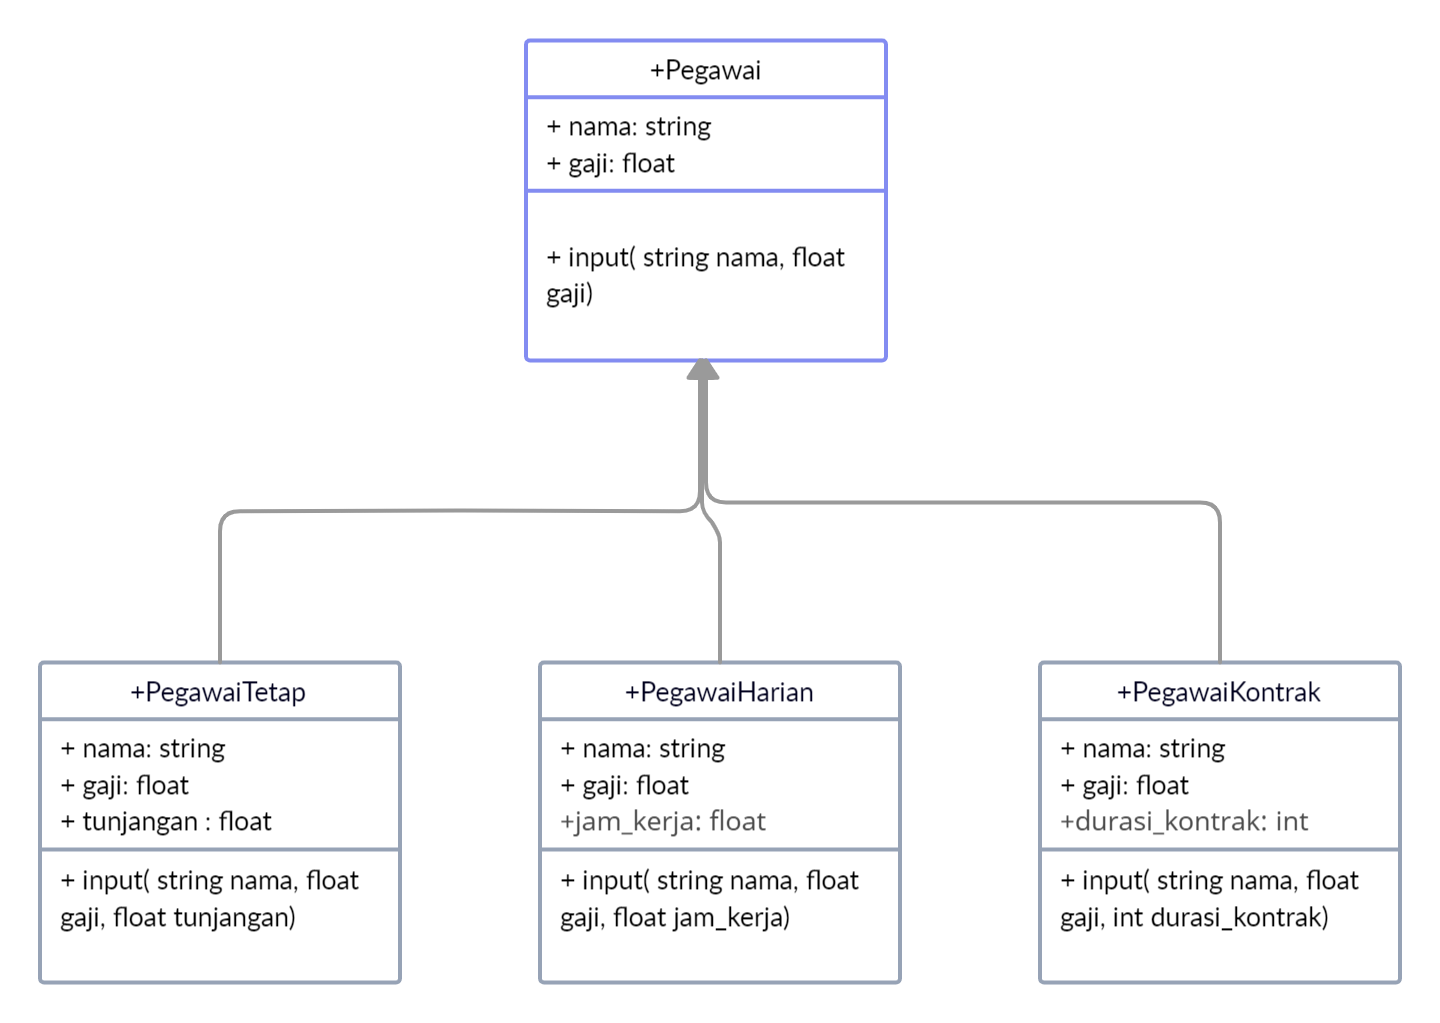 +Pegawai
+ nama: string
+ gaji: float
+ input( string nama, float
gaji)
+PegawaiTetap
+ nama: string
+ gaji: float
+ tunjangan : float
+ input( string nama, float
gaji, float tunjangan)
+PegawaiHarian
+ nama: string
+ gaji: float
+jam_kerja: float
+ input( string nama, float
gaji, float jam_kerja)
+PegawaiKontrak
+ nama: string
+ gaji: float
+durasi_kontrak: int
+ input( string nama, float
gaji, int durasi_kontrak)